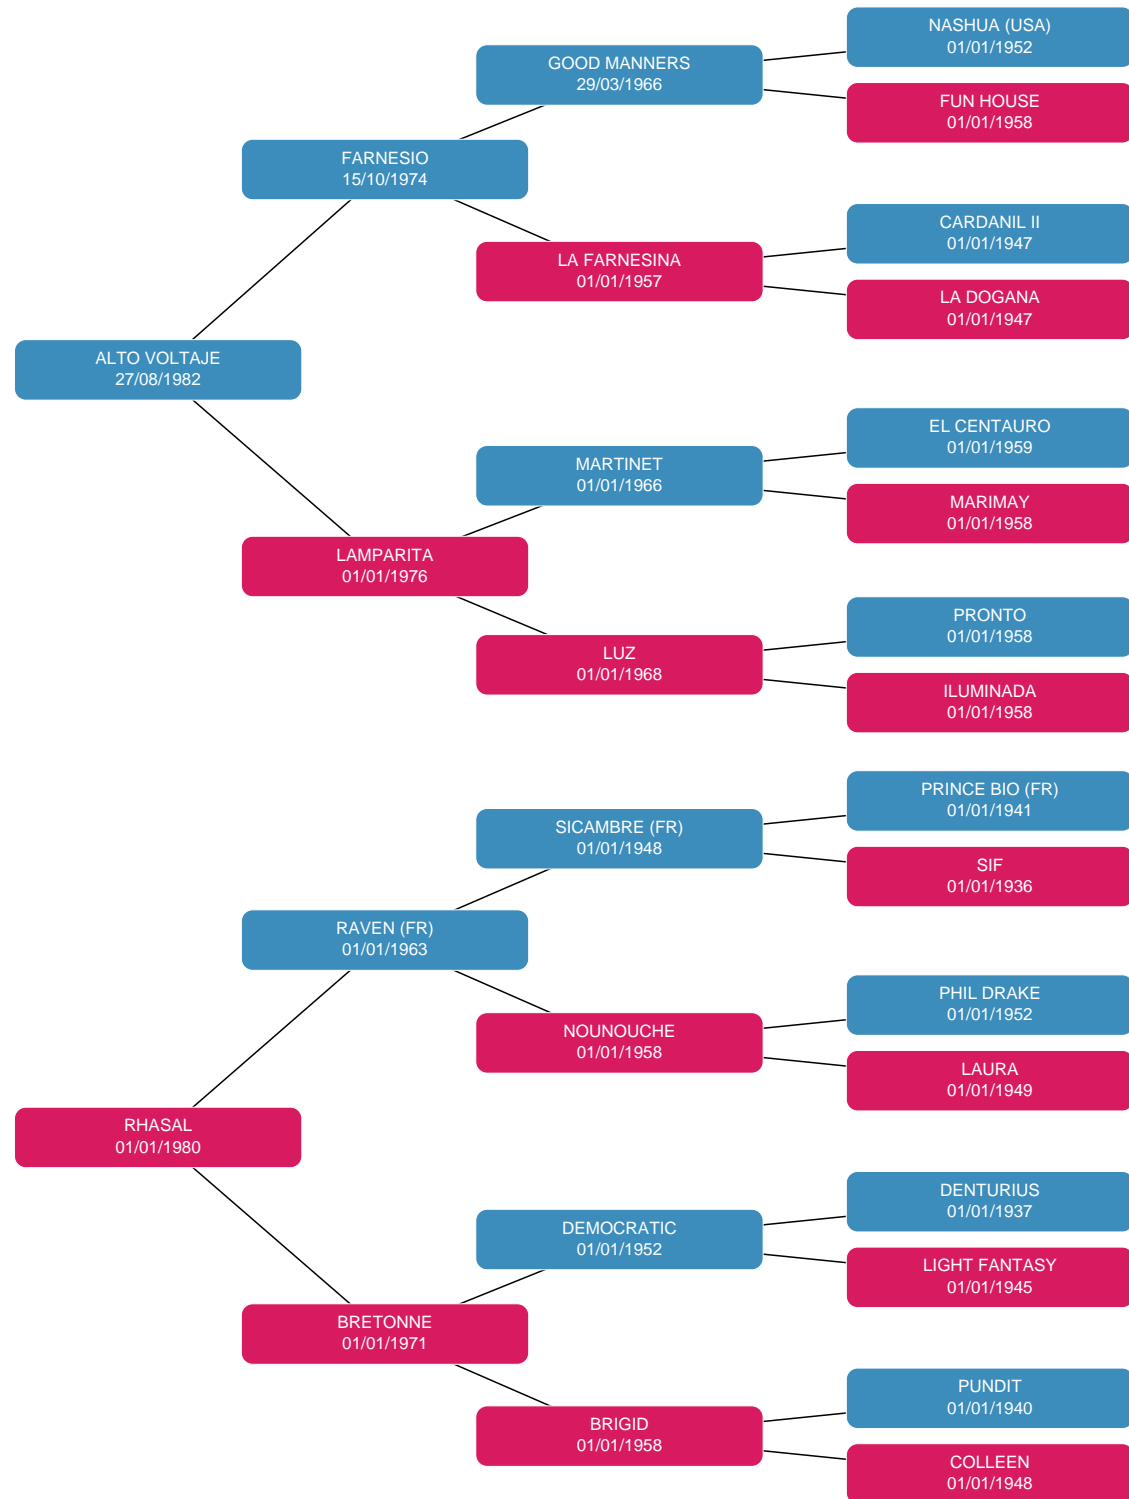 NASHUA (USA)
01/01/1952
GOOD MANNERS
29/03/1966
FUN HOUSE
01/01/1958
FARNESIO
15/10/1974
CARDANIL II
01/01/1947
LA FARNESINA
01/01/1957
LA DOGANA
01/01/1947
ALTO VOLTAJE
27/08/1982
EL CENTAURO
01/01/1959
MARTINET
01/01/1966
MARIMAY
01/01/1958
LAMPARITA
01/01/1976
PRONTO
01/01/1958
LUZ
01/01/1968
ILUMINADA
01/01/1958
PRINCE BIO (FR)
01/01/1941
SICAMBRE (FR)
01/01/1948
SIF
01/01/1936
RAVEN (FR)
01/01/1963
PHIL DRAKE
01/01/1952
NOUNOUCHE
01/01/1958
LAURA
01/01/1949
RHASAL
01/01/1980
DENTURIUS
01/01/1937
DEMOCRATIC
01/01/1952
LIGHT FANTASY
01/01/1945
BRETONNE
01/01/1971
PUNDIT
01/01/1940
BRIGID
01/01/1958
COLLEEN
01/01/1948